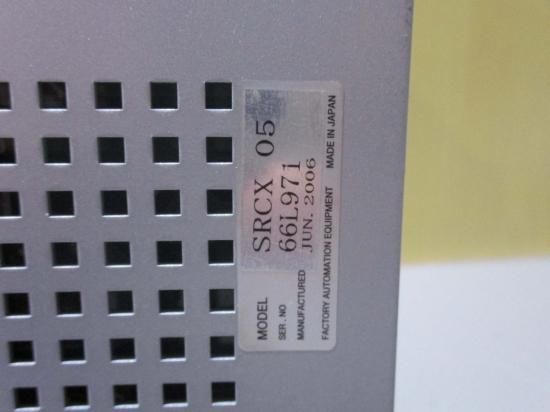 MODEL SRCX 05
SER. NO 66L971
MANUFACTURED JUN. 2006
FACTORY AUTOMATION EQUIPMENT MADE IN JAPAN